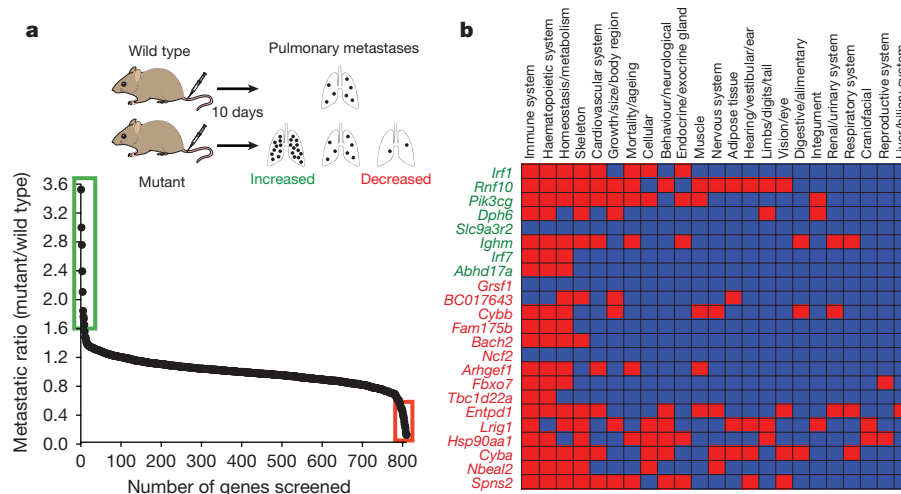 a
Wild type
Pulmonary metastases
10 days
Mutant
Increased
Decreased
Metastatic ratio (mutant/wild type)
3.6
3.2
2.8
2.4
2.0
1.6
1.2
0.8
0.4
0.0
0 100 200 300 400 500 600 700 800
Number of genes screened
b
Immune system
Haematopoietic system
Homeostasis/metabolism
Skeleton
Cardiovascular system
Growth/size/body region
Mortality/ageing
Cellular
Behaviour/neurological
Endocrine/exocrine gland
Muscle
Nervous system
Adipose tissue
Hearing/vestibular/ear
Limbs/digits/tail
Vision/eye
Digestive/alimentary
Integument
Renal/urinary system
Respiratory system
Craniofacial
Reproductive system
Irf1
Rnf10
Pik3cg
Dph6
Slc9a3r2
Ighm
Irf7
Abhd17a
Grsf1
BC017643
Cybb
Fam175b
Bach2
Ncf2
Arhgef1
Fbxo7
Tbc1d22a
Entpd1
Lrig1
Hsp90aa1
Cyba
Nbeal2
Spns2